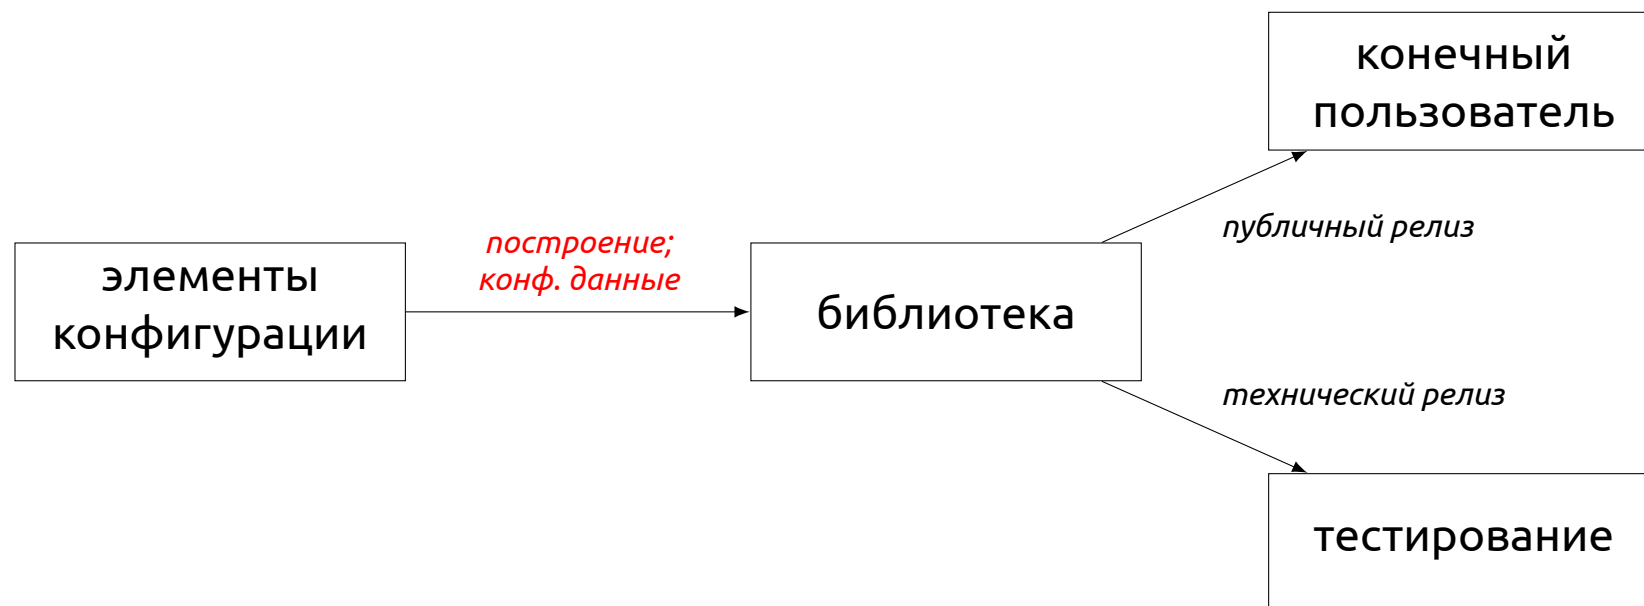 конечный
пользователь
публичный релиз
построение;
конф. данные
элементы
конфигурации
библиотека
технический релиз
тестирование